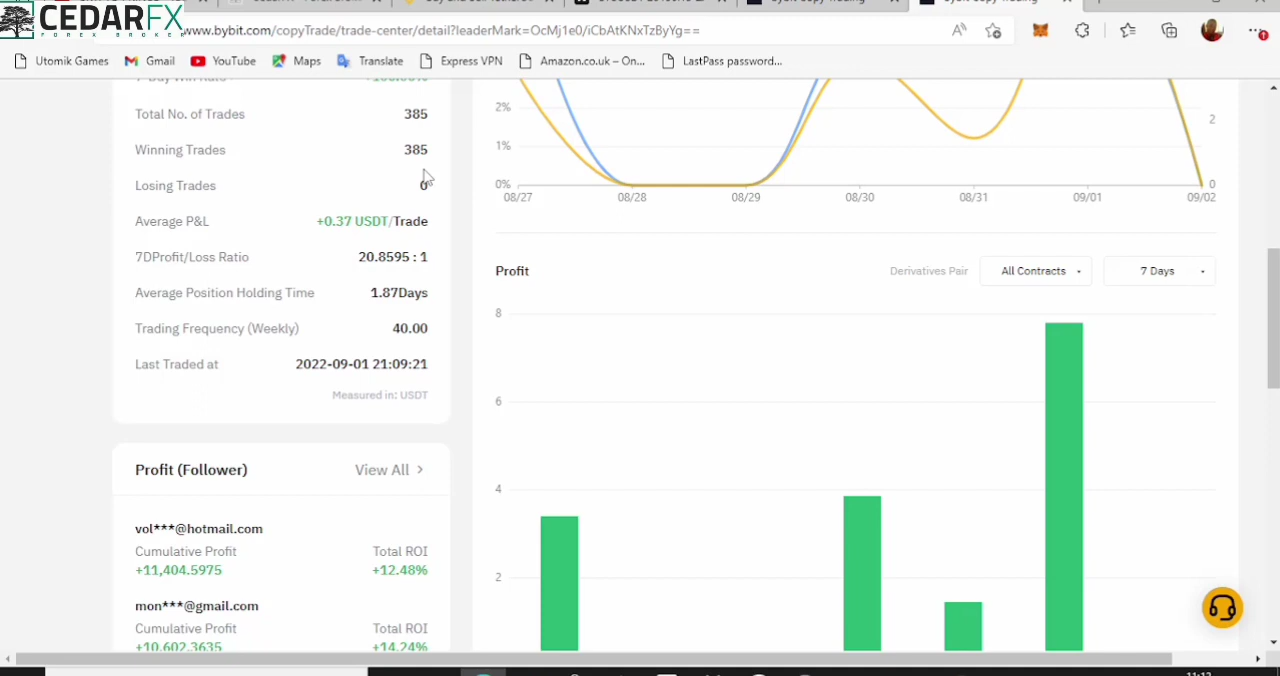 CEDARFX
FOREX BROKER
www.bybit.com/copyTrade/trade-center/detail?leaderMark=OcMj1e0/iCbAtKNxTzByYg==
Utomik Games
Gmail
YouTube
Maps
Translate
Express VPN
Amazon.co.uk – On...
LastPass password...
Total No. of Trades 385
Winning Trades 385
Losing Trades 0
Average P&L +0.37 USDT/Trade
7DProfit/Loss Ratio 20.8595 : 1
Average Position Holding Time 1.87Days
Trading Frequency (Weekly) 40.00
Last Traded at 2022-09-01 21:09:21
Measured in: USDT
Profit (Follower) View All
vol***@hotmail.com
Cumulative Profit Total ROI
+11,404.5975 +12.48%
mon***@gmail.com
Cumulative Profit Total ROI
+10,602.3635 +14.24%
2%
1%
0%
2
0
08/27 08/28 08/29 08/30 08/31 09/01 09/02
Profit
Derivatives Pair All Contracts 7 Days
8
6
4
2